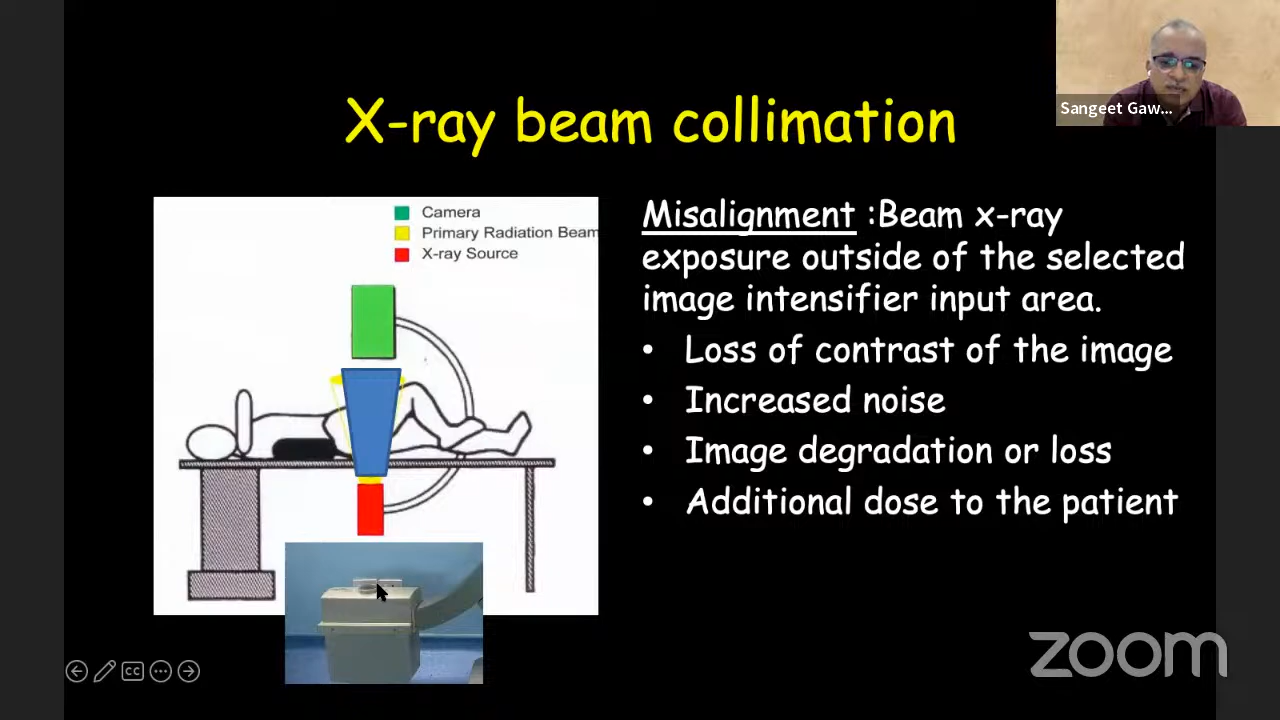 X-ray beam collimation
Sangeet Gaw...
Camera
Primary Radiation Beam
X-ray Source
Misalignment :Beam x-ray
exposure outside of the selected
image intensifier input area.
• Loss of contrast of the image
• Increased noise
• Image degradation or loss
• Additional dose to the patient
CC
zoom